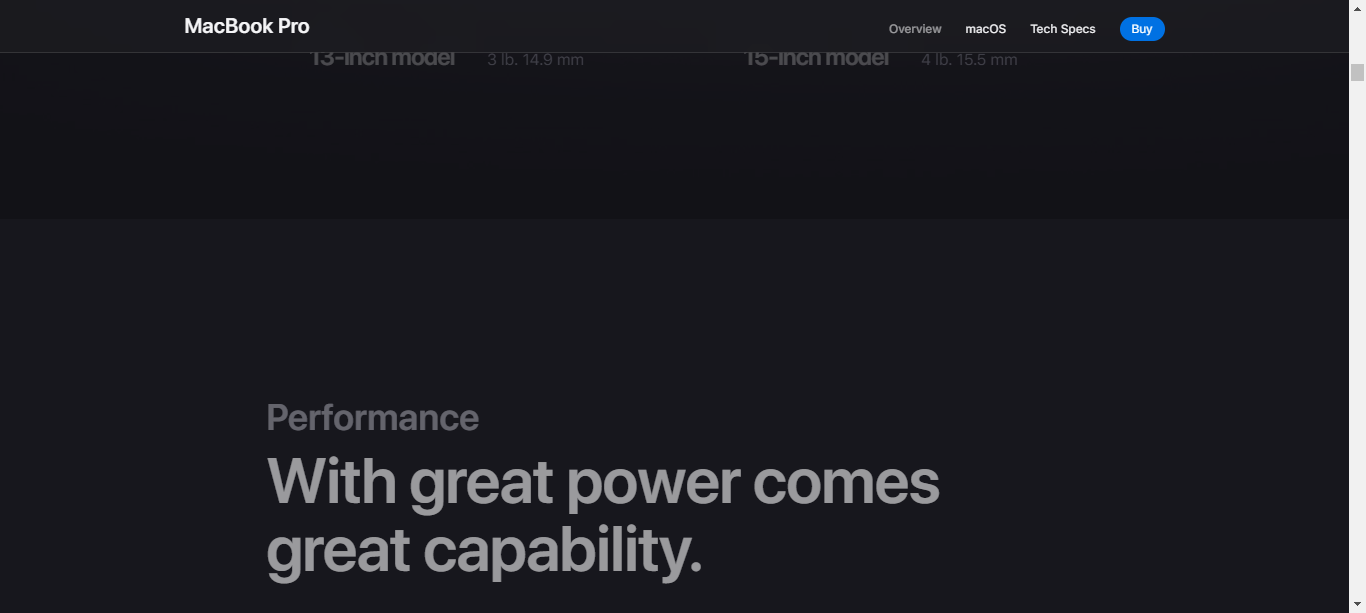 MacBook Pro
Overview
macOS
Tech Specs
Buy
13-inch model 3 lb. 14.9 mm
15-inch model 4 lb. 15.5 mm
Performance
With great power comes
great capability.